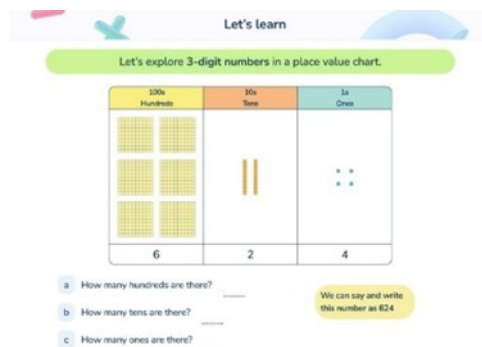 Let's learn
Let's explore 3-digit numbers in a place value chart.
100s 10s 1s
Hundreds Tens Ones
6 2 4
a How many hundreds are there?
We can say and write
this number as 624
b How many tens are there?
c How many ones are there?